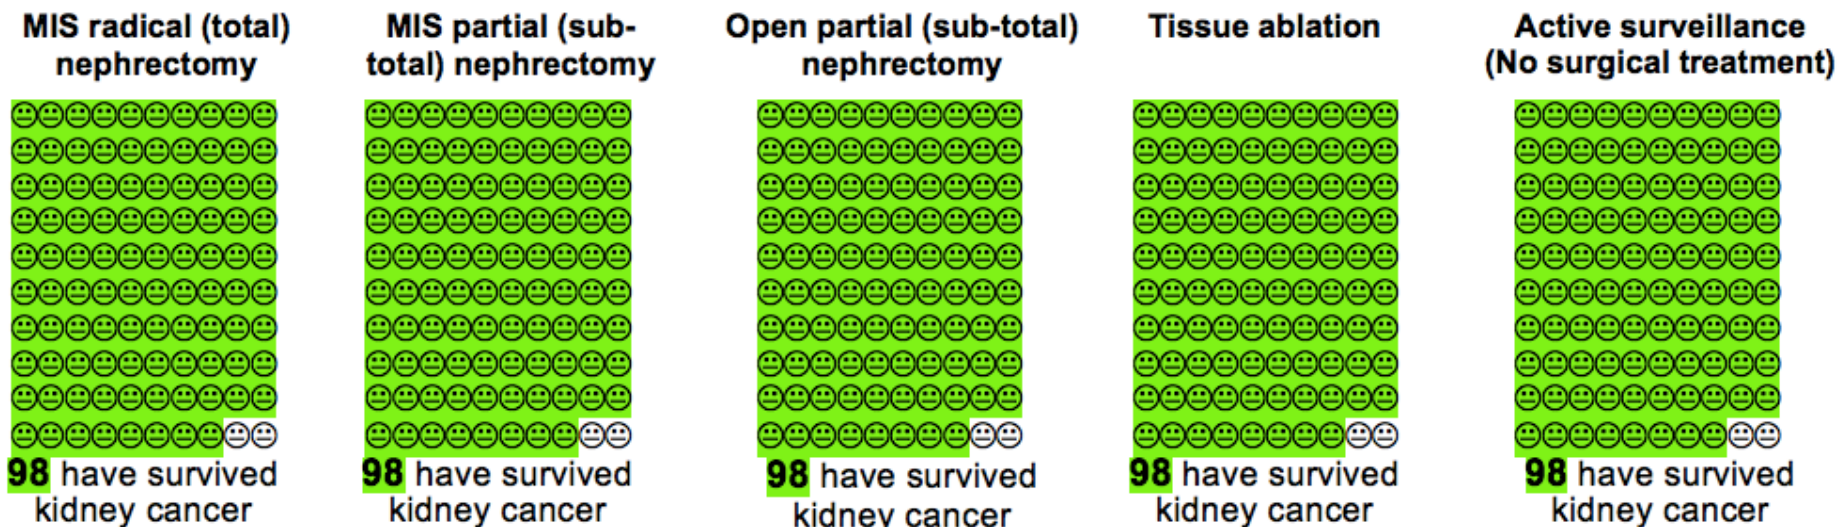 MIS radical (total)
nephrectomy
98 have survived
kidney cancer
MIS partial (sub-
total) nephrectomy
98 have survived
kidney cancer
Open partial (sub-total)
nephrectomy
98 have survived
kidney cancer
Tissue ablation
98 have survived
kidney cancer
Active surveillance
(No surgical treatment)
98 have survived
kidney cancer